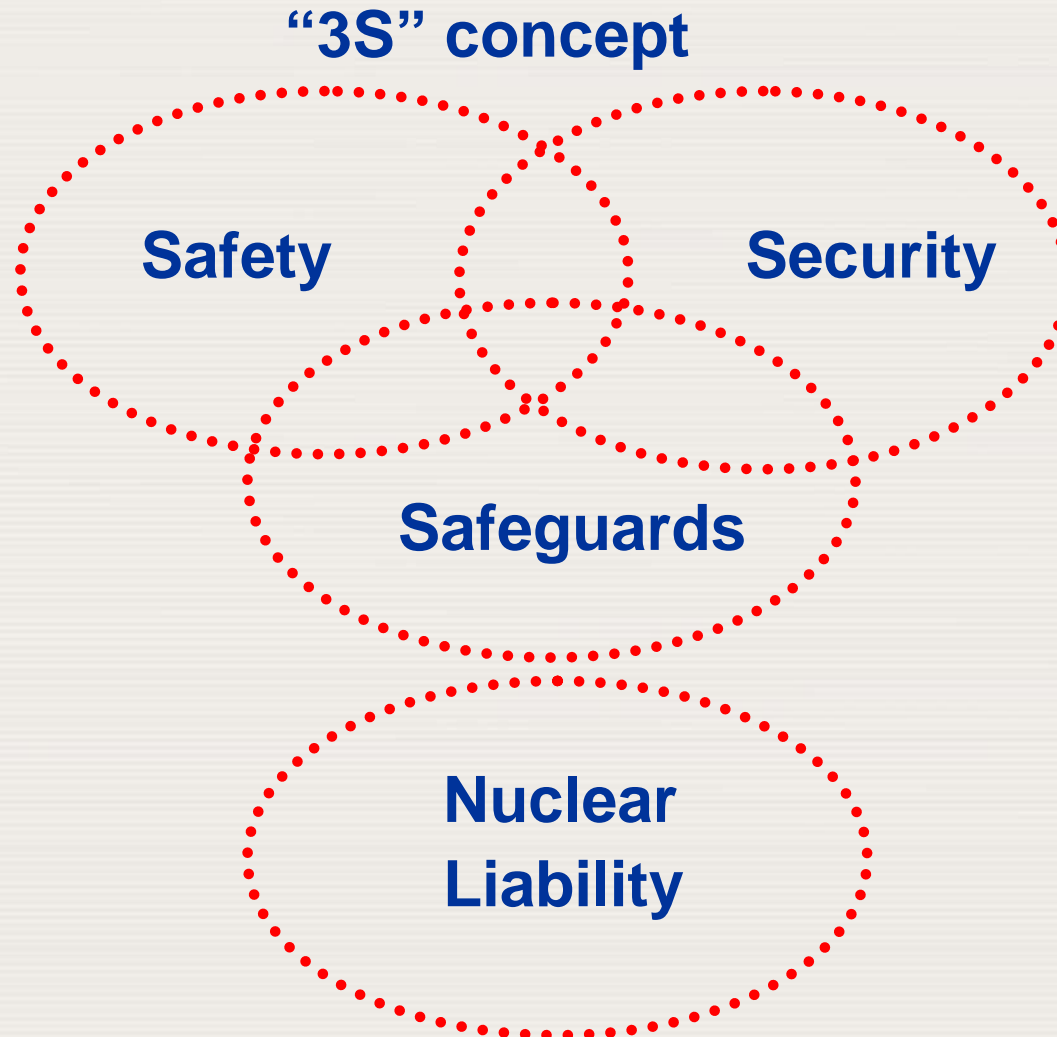 “3S” concept
Safety
Security
Safeguards
Nuclear
Liability